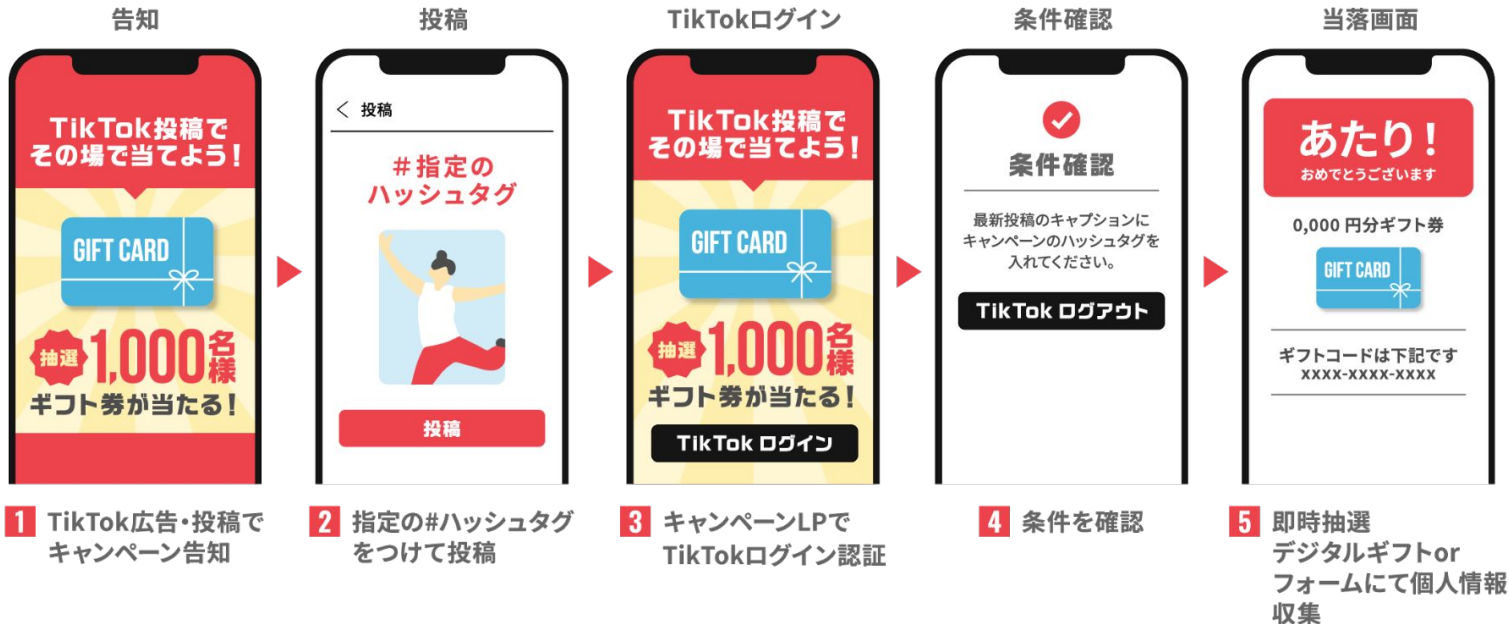 告知
TikTok投稿で
その場で当てよう!
GIFT CARD
抽選 1,000名様
ギフト券が当たる!
1 TikTok広告・投稿で
キャンペーン告知
投稿
< 投稿
#指定の
ハッシュタグ
投稿
2 指定の#ハッシュタグ
をつけて投稿
TikTokログイン
TikTok投稿で
その場で当てよう!
GIFT CARD
抽選 1,000名様
ギフト券が当たる!
TikTok ログイン
3 キャンペーンLPで
TikTokログイン認証
条件確認
条件確認
最新投稿のキャプションに
キャンペーンのハッシュタグを
入れてください。
TikTok ログアウト
4 条件を確認
当落画面
あたり!
おめでとうございます
0,000 円分ギフト券
GIFT CARD
ギフトコードは下記です
xxxx-xxxx-xxxx
5 即時抽選
デジタルギフトor
フォームにて個人情報
収集